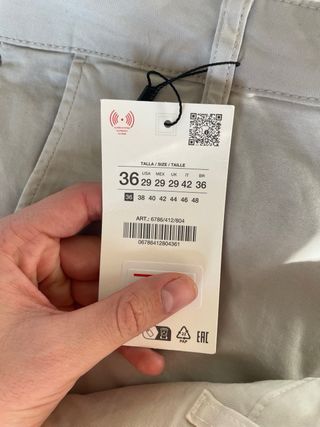 TALLA / SIZE / TAILLE
36 USA 29 MEX 29 UK 29 IT 42 BR 36
36 38 40 42 44 46 48
ART.: 6786/412/804
06786412804361
PAP
EAC